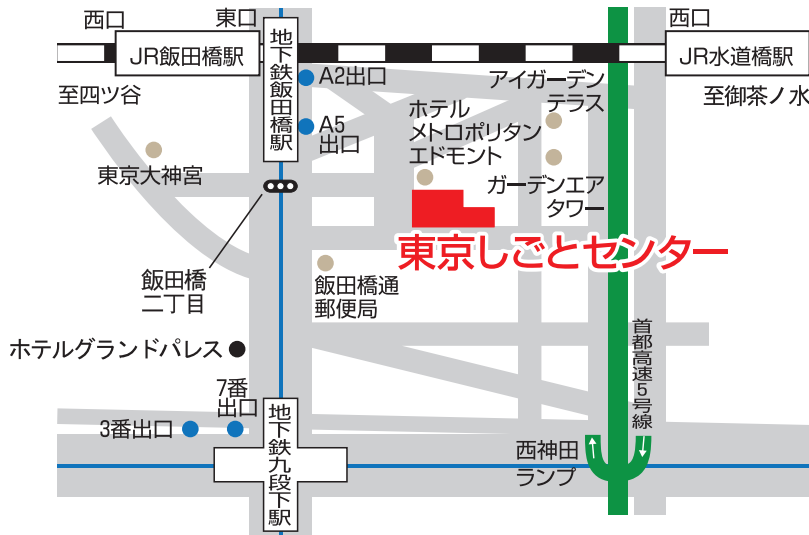 西口
東口
西口
JR飯田橋駅
地下鉄飯田橋駅
JR水道橋駅
至四ツ谷
A2出口
アイガーデン
テラス
至御茶ノ水
A5
出口
ホテル
メトロポリタン
エドモント
東京大神宮
ガーデンエア
タワー
東京しごとセンター
飯田橋
二丁目
飯田橋通
郵便局
ホテルグランドパレス
首都高速5号線
7番
出口
3番出口
地下鉄九段下駅
西神田
ランプ